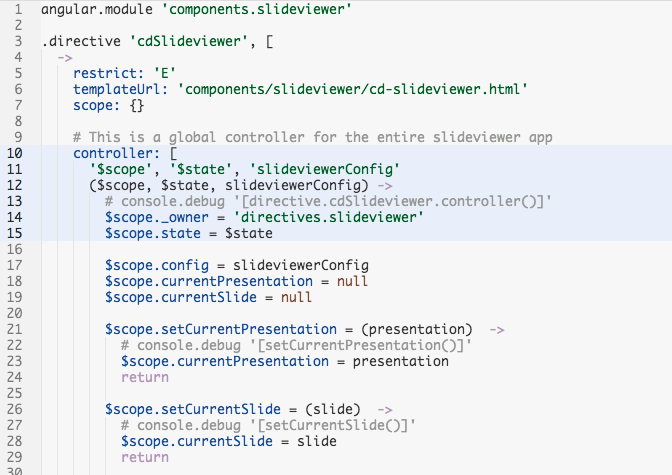 1 angular.module 'components.slideviewer'
2
3 .directive 'cdSlideviewer', [
4   ->
5     restrict: 'E'
6     templateUrl: 'components/slideviewer/cd-slideviewer.html'
7     scope: {}
8
9     # This is a global controller for the entire slideviewer app
10     controller: [
11       '$scope', '$state', 'slideviewerConfig'
12       ($scope, $state, slideviewerConfig) ->
13         # console.debug '[directive.cdSlideviewer.controller()]'
14         $scope._owner = 'directives.slideviewer'
15         $scope.state = $state
16
17         $scope.config = slideviewerConfig
18         $scope.currentPresentation = null
19         $scope.currentSlide = null
20
21         $scope.setCurrentPresentation = (presentation)  ->
22           # console.debug '[setCurrentPresentation()]'
23           $scope.currentPresentation = presentation
24           return
25
26         $scope.setCurrentSlide = (slide)  ->
27           # console.debug '[setCurrentSlide()]'
28           $scope.currentSlide = slide
29           return
30